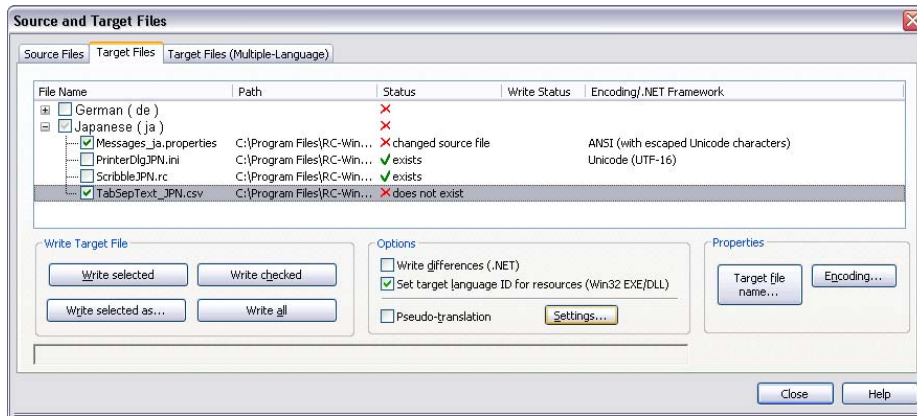 Source and Target Files
Source Files Target Files Target Files (Multiple-Language)
File Name Path Status Write Status Encoding/.NET Framework
German ( de )
Japanese ( ja )
Messages_ja.properties C:\Program Files\RC-Win... changed source file ANSI (with escaped Unicode characters)
PrinterDlgJPN.ini C:\Program Files\RC-Win... exists Unicode (UTF-16)
ScribbleJPN.rc C:\Program Files\RC-Win... exists
TabSepText_JPN.csv C:\Program Files\RC-Win... does not exist
Write Target File
Write selected Write checked
Write selected as... Write all
Options
Write differences (.NET)
Set target language ID for resources (Win32 EXE/DLL)
Pseudo-translation Settings...
Properties
Target file name... Encoding...
Close Help